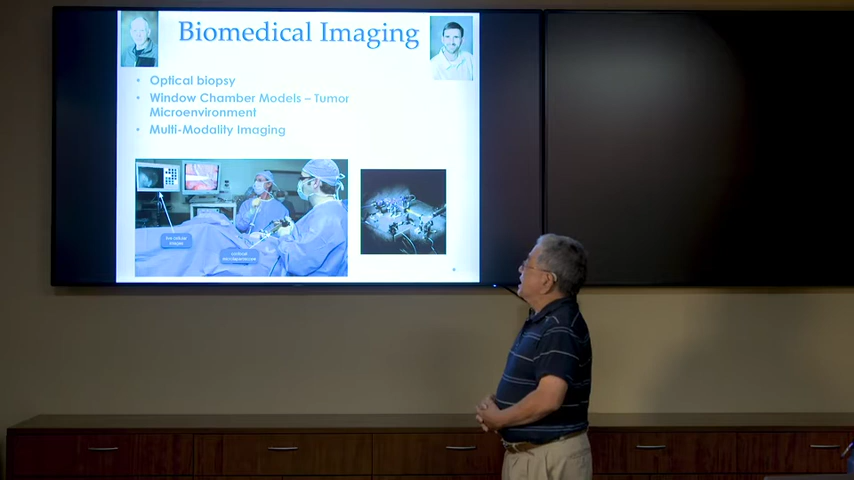 Biomedical Imaging
• Optical biopsy
• Window Chamber Models – Tumor
Microenvironment
• Multi-Modality Imaging